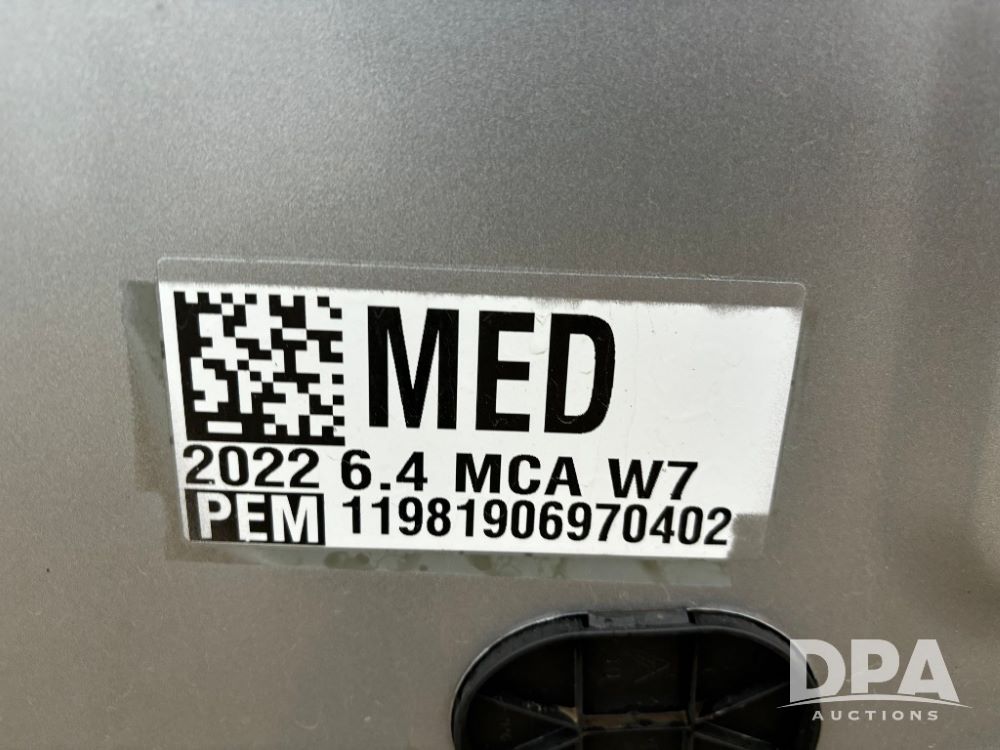 MED
2022 6.4 MCA W7
PEM 11981906970402
DPA
AUCTIONS